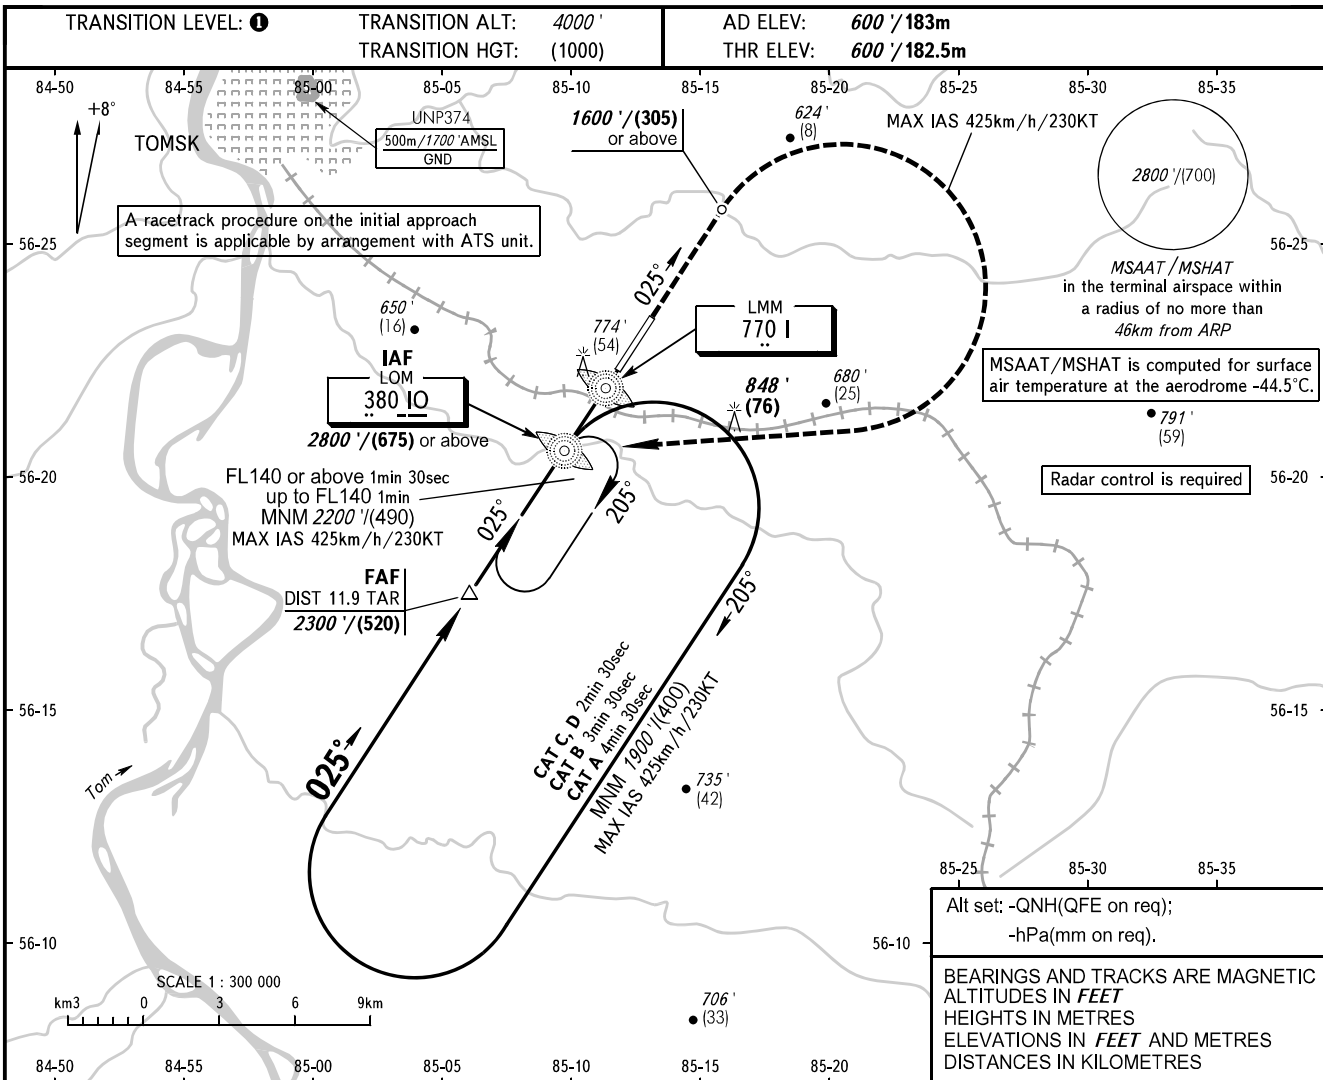 TRANSITION LEVEL: ❶
TRANSITION ALT: 4000 '
TRANSITION HGT: (1000)
AD ELEV: 600 '/183m
THR ELEV: 600 '/182.5m
84-50 84-55 85-00 85-05 85-10 85-15 85-20 85-25 85-30 85-35
+8°
TOMSK
UNP374
500m/1700 'AMSL
GND
1600 '/(305)
or above
624 '
(8)
MAX IAS 425km/h/230KT
2800 '/(700)
A racetrack procedure on the initial approach
segment is applicable by arrangement with ATS unit.
56-25
56-25
MSAAT/MSHAT
in the terminal airspace within
a radius of no more than
46km from ARP
025°
650 '
(16)
774 '
(54)
LMM
770 I
MSAAT/MSHAT is computed for surface
air temperature at the aerodrome -44.5°C.
IAF
LOM
380 IO
2800 '/(675) or above
848 '
(76)
680 '
(25)
791 '
(59)
FL140 or above 1min 30sec
up to FL140 1min
MNM 2200 '/(490)
MAX IAS 425km/h/230KT
56-20
56-20
Radar control is required
025°
205°
FAF
DIST 11.9 TAR
2300 '/(520)
205°
CAT C, D 2min 30sec
CAT B 3min 30sec
CAT A 4min 30sec
MNM 1900 '/(400)
MAX IAS 425km/h/230KT
56-15
56-15
025°
Tom
735 '
(42)
85-25 85-30 85-35
56-10
56-10
Alt set: -QNH(QFE on req);
-hPa(mm on req).
SCALE 1 : 300 000
km3 0 3 6 9km
706 '
(33)
BEARINGS AND TRACKS ARE MAGNETIC
ALTITUDES IN FEET
HEIGHTS IN METRES
ELEVATIONS IN FEET AND METRES
DISTANCES IN KILOMETRES
84-50 84-55 85-00 85-05 85-10 85-15 85-20